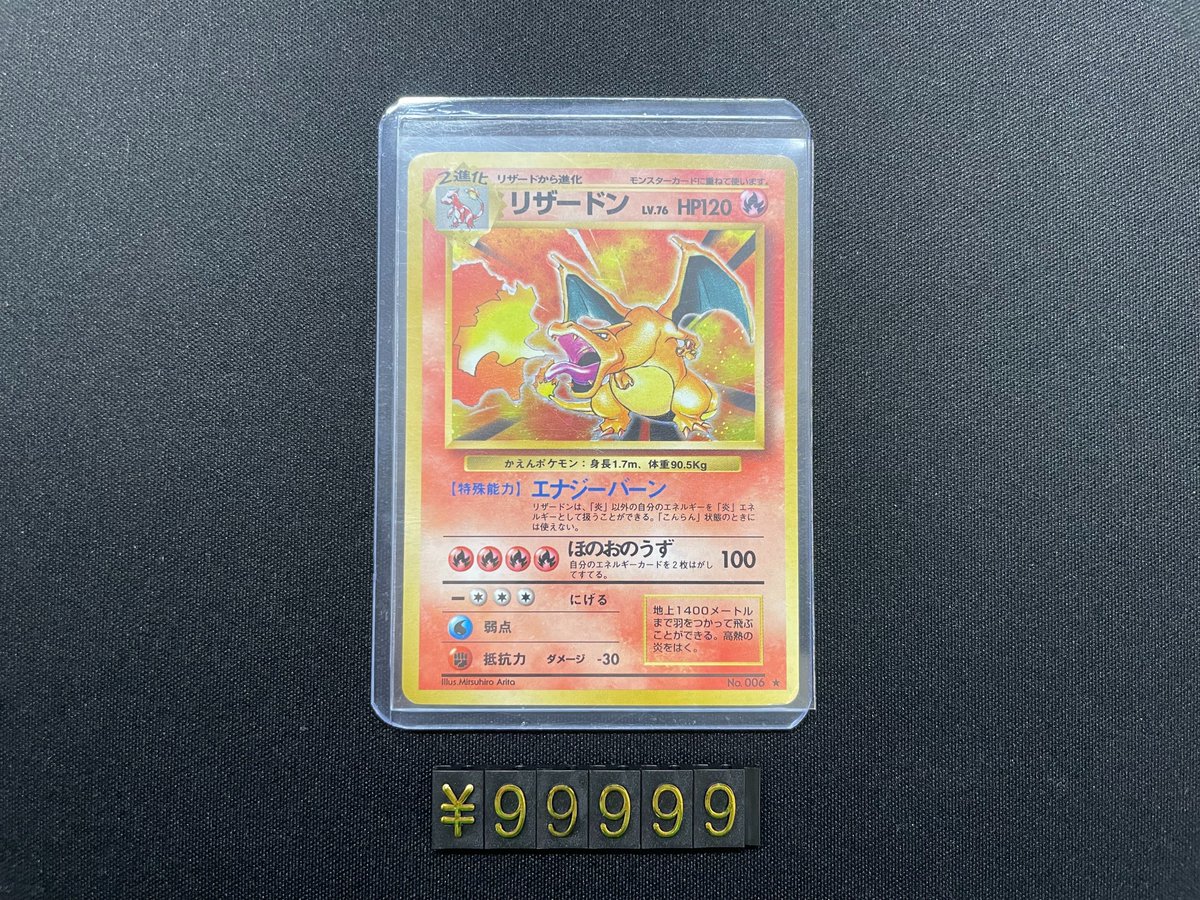 2進化 リザードから進化 モンスターカードに重ねて使います。
リザードン LV.76 HP120
かえんポケモン：身長1.7m、体重90.5Kg
【特殊能力】 エナジーバーン
リザードンは、「炎」以外の自分のエネルギーを「炎」エネ
ルギーとして扱うことができる。「こんらん」状態のときに
は使えない。
ほのおのうず 100
自分のエネルギーカードを2枚はがし
てすてる。
にげる
弱点
抵抗力 ダメージ -30
地上1400メートル
まで羽をつかって飛ぶ
ことができる。高熱の
炎をはく。
Illus.Mitsuhiro Arita No.006 ★
¥99999